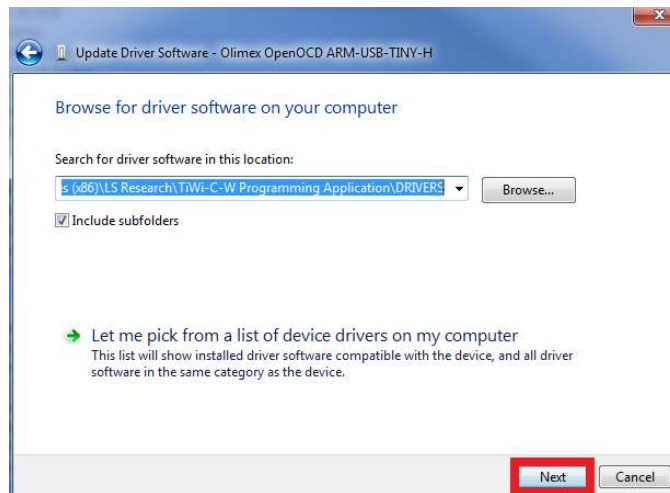 Update Driver Software - Olimex OpenOCD ARM-USB-TINY-H
Browse for driver software on your computer
Search for driver software in this location:
s (x86)\LS Research\TiWi-C-W Programming Application\DRIVERS
Browse...
Include subfolders
Let me pick from a list of device drivers on my computer
This list will show installed driver software compatible with the device, and all driver
software in the same category as the device.
Next
Cancel